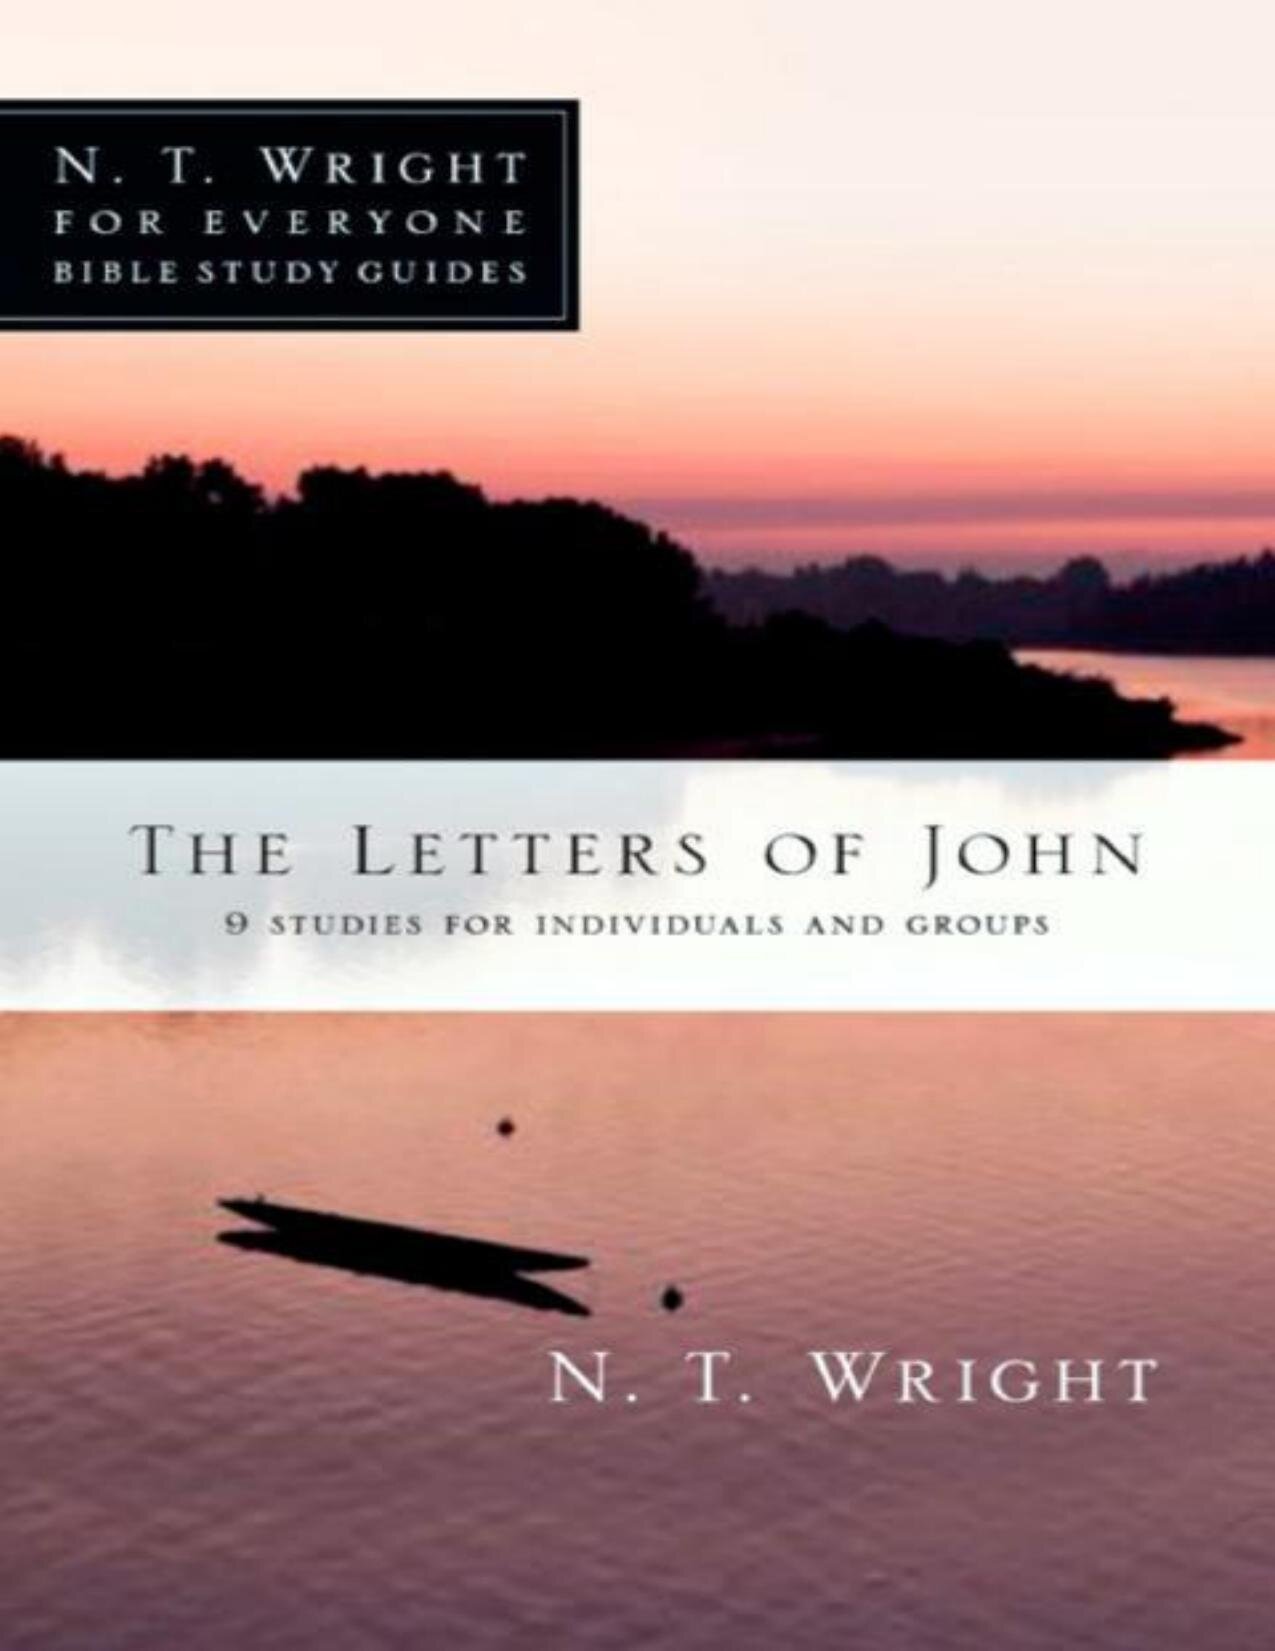 N. T. WRIGHT
FOR EVERYONE
BIBLE STUDY GUIDES
THE LETTERS OF JOHN
9 STUDIES FOR INDIVIDUALS AND GROUPS
N. T. WRIGHT